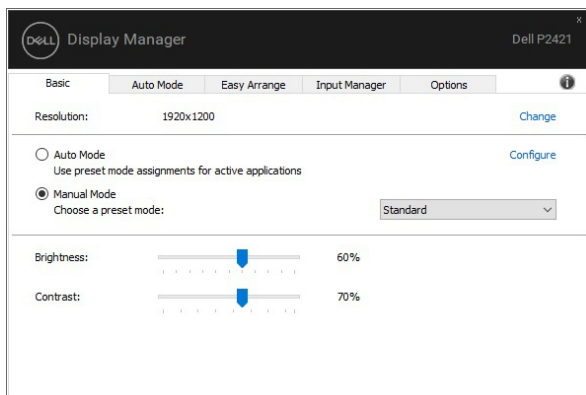 x
DELL Display Manager Dell P2421
Basic Auto Mode Easy Arrange Input Manager Options i
Resolution: 1920x1200 Change
Auto Mode Configure
Use preset mode assignments for active applications
Manual Mode
Choose a preset mode: Standard
Brightness: 60%
Contrast: 70%